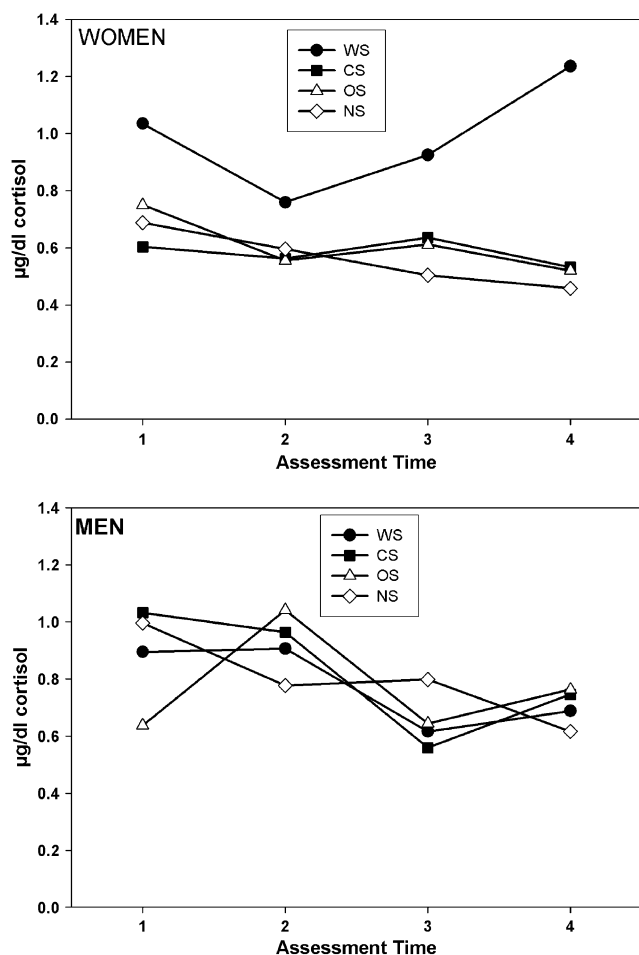 WOMEN
WS
CS
OS
NS
µg/dl cortisol
1.4
1.2
1.0
0.8
0.6
0.4
0.2
0.0
1 2 3 4
Assessment Time
MEN
WS
CS
OS
NS
µg/dl cortisol
1.4
1.2
1.0
0.8
0.6
0.4
0.2
0.0
1 2 3 4
Assessment Time